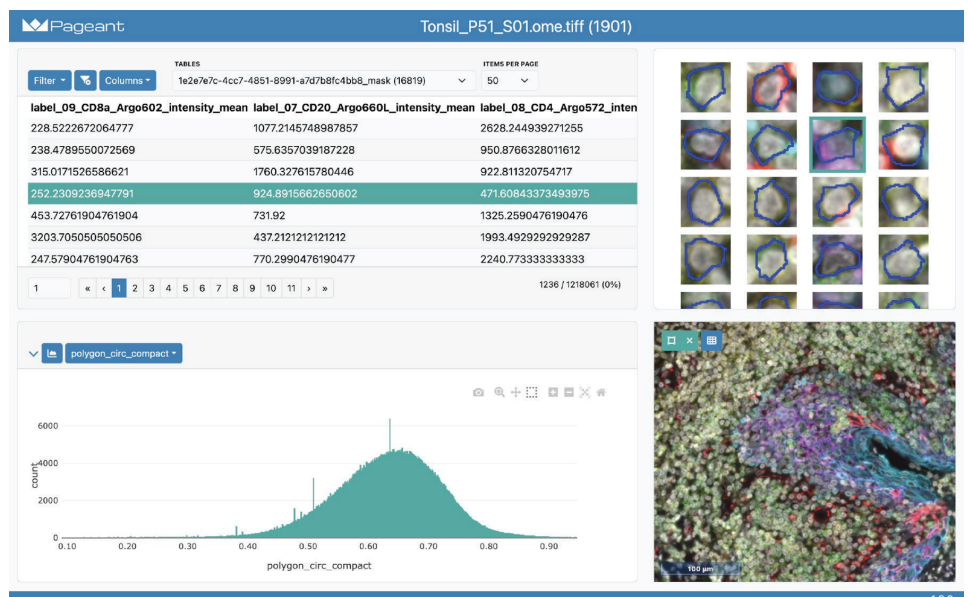 Pageant
Tonsil_P51_S01.ome.tiff (1901)
TABLES
ITEMS PER PAGE
Filter
Columns
1e2e7e7c-4cc7-4851-8991-a7d7b8fc4bb8_mask (16819)
50
label_09_CD8a_Argo602_intensity_mean label_07_CD20_Argo660L_intensity_mean label_08_CD4_Argo572_inten
228.5222672064777 1077.2145748987857 2628.244939271255
238.4789550072569 575.6357039187228 950.8766328011612
315.0171526586621 1760.327615780446 922.811320754717
252.2309236947791 924.8915662650602 471.60843373493975
453.72761904761904 731.92 1325.2590476190476
3203.7050505050506 437.2121212121212 1993.4929292929287
247.57904761904763 770.2990476190477 2240.773333333333
1 « ‹ 1 2 3 4 5 6 7 8 9 10 11 › » 1236 / 1218061 (0%)
polygon_circ_compact
6000
4000
2000
0
count
0.10 0.20 0.30 0.40 0.50 0.60 0.70 0.80 0.90
polygon_circ_compact
100 μm